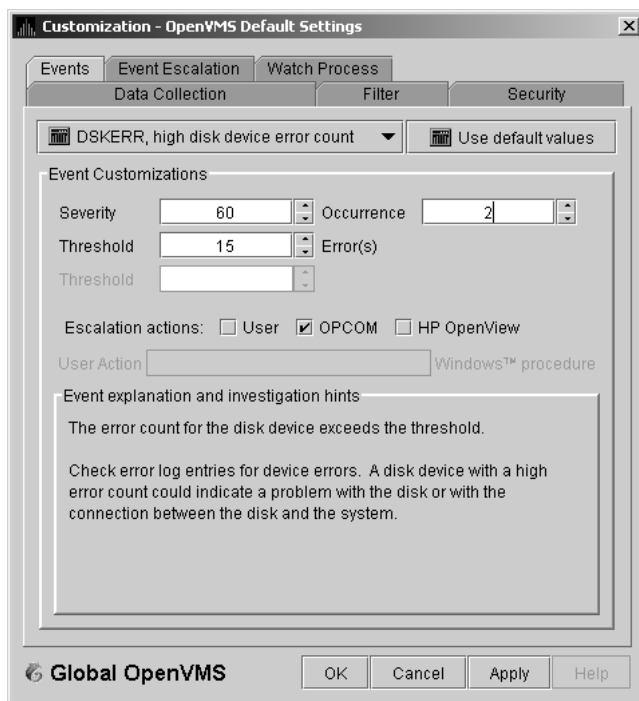 Customization - OpenVMS Default Settings
Events Event Escalation Watch Process
Data Collection Filter Security
DSKERR, high disk device error count Use default values
Event Customizations
Severity 60 Occurrence 2
Threshold 15 Error(s)
Threshold
Escalation actions: User OPCOM HP OpenView
User Action Windows™ procedure
Event explanation and investigation hints
The error count for the disk device exceeds the threshold.
Check error log entries for device errors. A disk device with a high
error count could indicate a problem with the disk or with the
connection between the disk and the system.
Global OpenVMS OK Cancel Apply Help